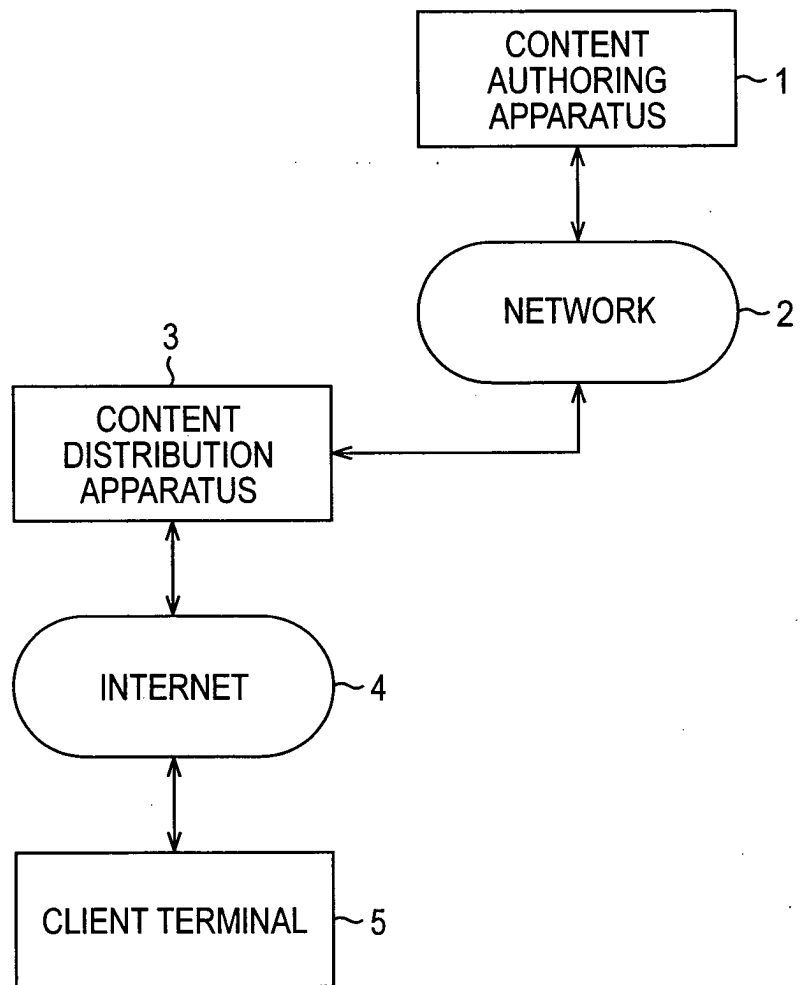 CONTENT
AUTHORING
APPARATUS
1
NETWORK
2
3
CONTENT
DISTRIBUTION
APPARATUS
INTERNET
4
CLIENT TERMINAL
5